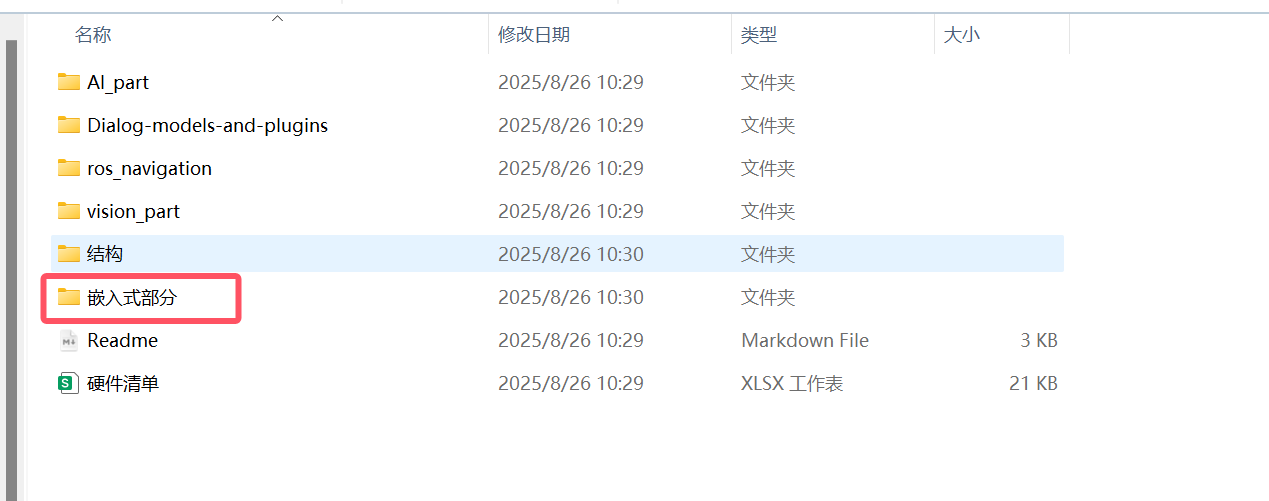 名称 修改日期 类型 大小
AI_part 2025/8/26 10:29 文件夹
Dialog-models-and-plugins 2025/8/26 10:29 文件夹
ros_navigation 2025/8/26 10:29 文件夹
vision_part 2025/8/26 10:29 文件夹
结构 2025/8/26 10:30 文件夹
嵌入式部分 2025/8/26 10:30 文件夹
M Readme 2025/8/26 10:29 Markdown File 3 KB
S 硬件清单 2025/8/26 10:29 XLSX 工作表 21 KB